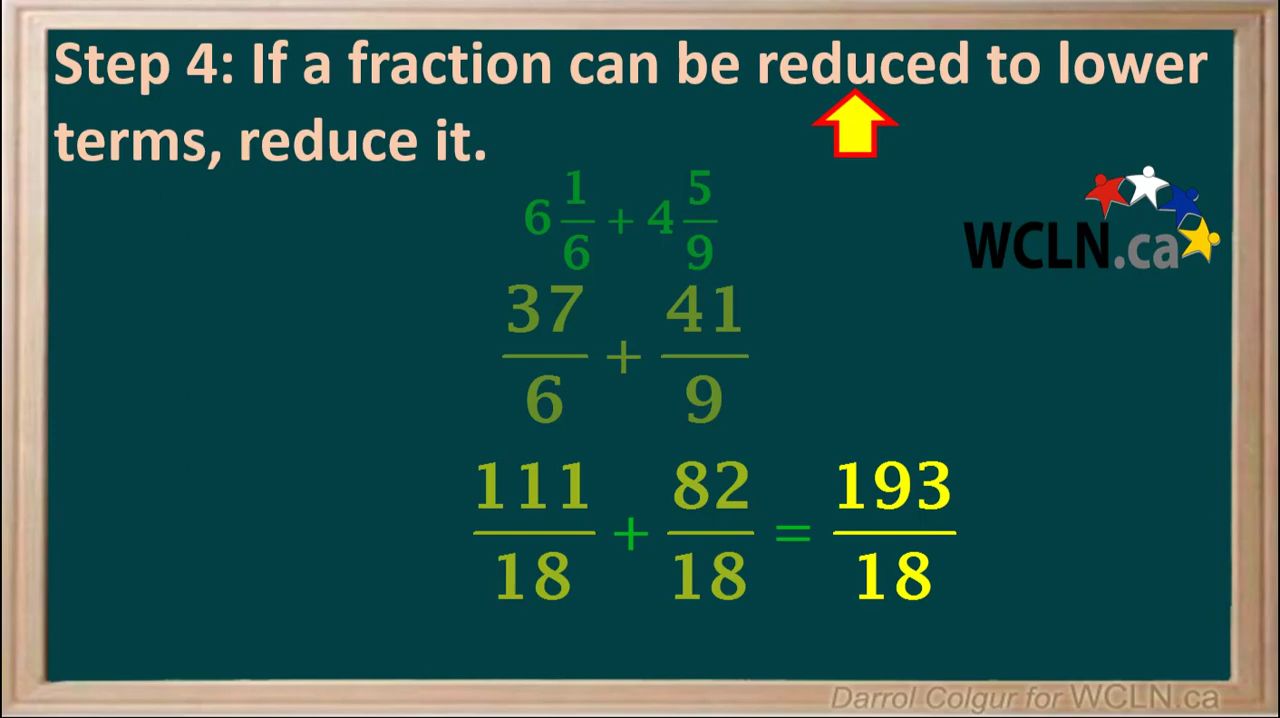 Step 4: If a fraction can be reduced to lower
terms, reduce it.
6 1/6 + 4 5/9
WCLN.ca
37/6 + 41/9
111/18 + 82/18 = 193/18
Darrol Colgur for WCLN.ca